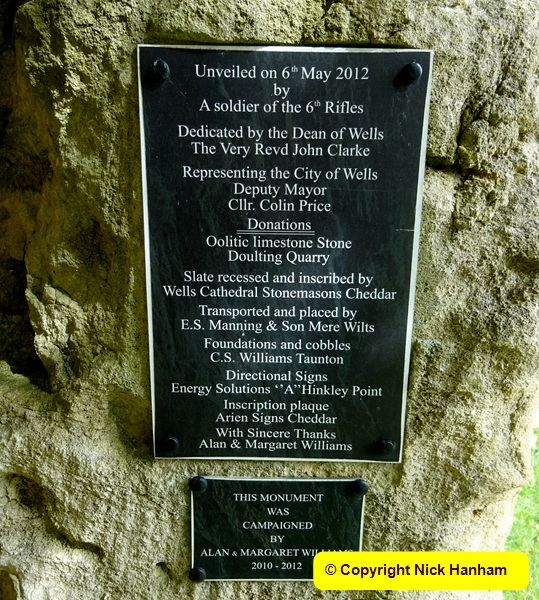 Unveiled on 6th May 2012
by
A soldier of the 6th Rifles
Dedicated by the Dean of Wells
The Very Revd John Clarke
Representing the City of Wells
Deputy Mayor
Cllr. Colin Price
Donations
Oolitic limestone Stone
Doulting Quarry
Slate recessed and inscribed by
Wells Cathedral Stonemasons Cheddar
Transported and placed by
E.S. Manning & Son Mere Wilts
Foundations and cobbles
C.S. Williams Taunton
Directional Signs
Energy Solutions ‘’A’’ Hinkley Point
Inscription plaque
Arien Signs Cheddar
With Sincere Thanks
Alan & Margaret Williams
THIS MONUMENT
WAS
CAMPAIGNED
BY
ALAN & MARGARET WILLIAMS
2010 - 2012
© Copyright Nick Hanham